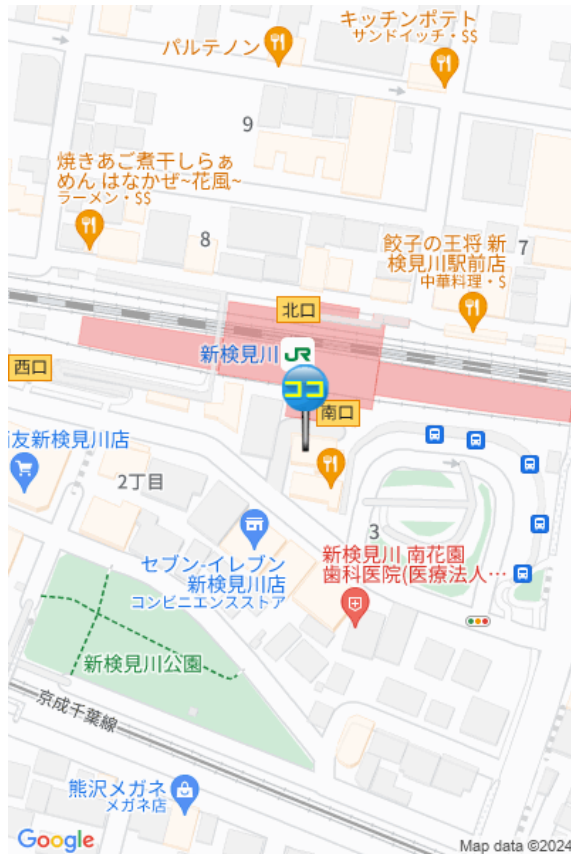 キッチンポテト
サンドイッチ・SS
パルテノン
9
焼きあご煮干しらぁ
めん はなかぜ~花風~
ラーメン・SS
8
7
餃子の王将 新
検見川駅前店
中華料理・S
北口
新検見川
JR
西口
ココ
南口
友新検見川店
2丁目
3
セブン-イレブン
新検見川店
コンビニエンスストア
新検見川 南花園
歯科医院(医療法人…
新検見川公園
京成千葉線
熊沢メガネ
メガネ店
Google
Map data ©2024